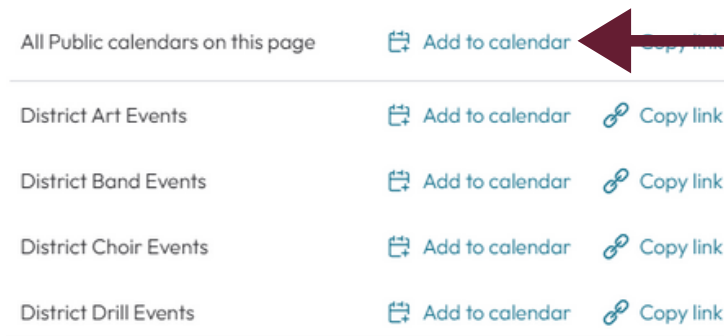 All Public calendars on this page Add to calendar Copy link
District Art Events Add to calendar Copy link
District Band Events Add to calendar Copy link
District Choir Events Add to calendar Copy link
District Drill Events Add to calendar Copy link